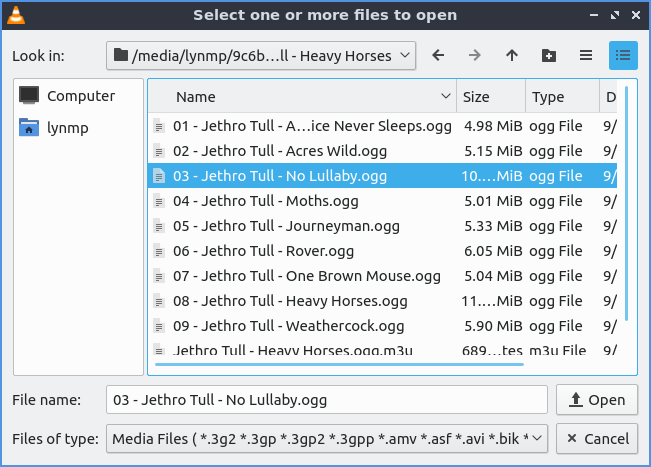 Select one or more files to open
Look in: /media/lynmp/9c6b...ll - Heavy Horses
Computer
lynmp
Name Size Type D
01 - Jethro Tull - A...ice Never Sleeps.ogg 4.98 MiB ogg File 9/
02 - Jethro Tull - Acres Wild.ogg 5.15 MiB ogg File 9/
03 - Jethro Tull - No Lullaby.ogg 10....MiB ogg File 9/
04 - Jethro Tull - Moths.ogg 5.01 MiB ogg File 9/
05 - Jethro Tull - Journeyman.ogg 5.33 MiB ogg File 9/
06 - Jethro Tull - Rover.ogg 6.05 MiB ogg File 9/
07 - Jethro Tull - One Brown Mouse.ogg 5.04 MiB ogg File 9/
08 - Jethro Tull - Heavy Horses.ogg 11....MiB ogg File 9/
09 - Jethro Tull - Weathercock.ogg 5.90 MiB ogg File 9/
Jethro Tull - Heavy Horses.ogg.m3u 689...tes m3u File 9/
File name: 03 - Jethro Tull - No Lullaby.ogg Open
Files of type: Media Files ( *.3g2 *.3gp *.3gp2 *.3gpp *.amv *.asf *.avi *.bik * Cancel